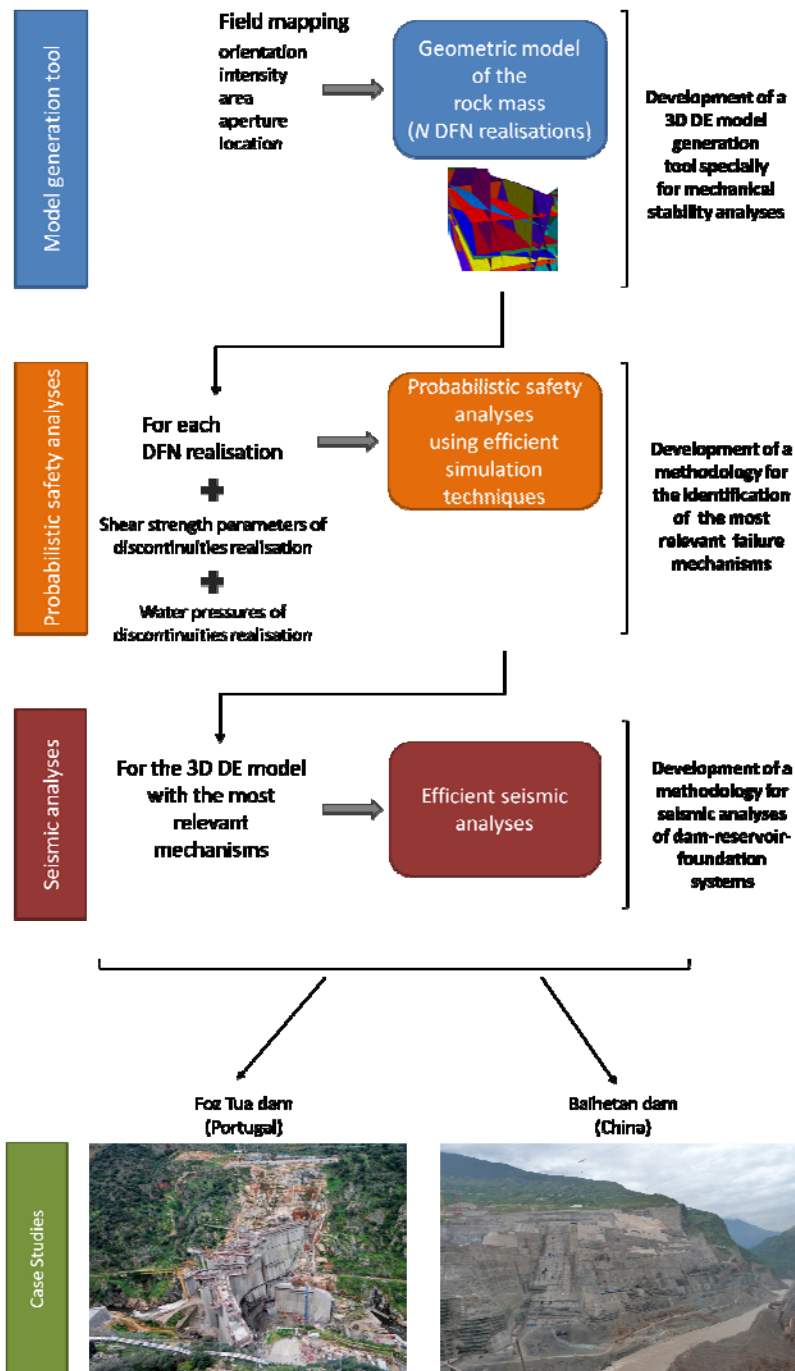 Model generation tool
Field mapping
orientation
intensity
area
aperture
location
Geometric model
of the
rock mass
(N DFN realisations)
Development of a
3D DE model
generation
tool specially
for mechanical
stability analyses
Probabilistic safety analyses
For each
DFN realisation
+
Shear strength parameters of
discontinuities realisation
+
Water pressures of
discontinuities realisation
Probabilistic safety
analyses
using efficient
simulation
techniques
Development of a
methodology for
the identification
of the most
relevant failure
mechanisms
Seismic analyses
For the 3D DE model
with the most
relevant
mechanisms
Efficient seismic
analyses
Development of a
methodology for
seismic analyses
of dam-reservoir-
foundation
systems
Case Studies
Foz Tua dam
(Portugal)
Baihetan dam
(China)